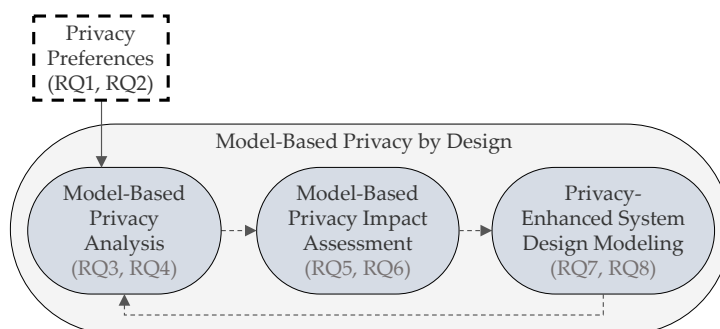 Privacy
Preferences
(RQ1, RQ2)
Model-Based Privacy by Design
Model-Based
Privacy
Analysis
(RQ3, RQ4)
Model-Based
Privacy Impact
Assessment
(RQ5, RQ6)
Privacy-
Enhanced System
Design Modeling
(RQ7, RQ8)